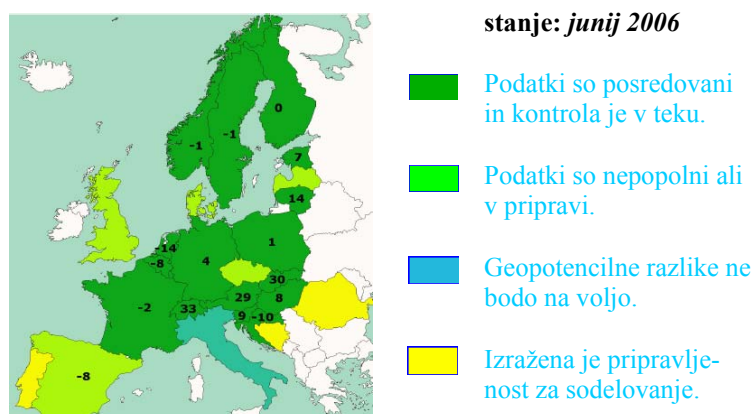 stanje: junij 2006
Podatki so posredovani
in kontrola je v teku.
Podatki so nepopolni ali
v pripravi.
Geopotencilne razlike ne
bodo na voljo.
Izražena je pripravlje-
nost za sodelovanje.
0
-1
-1
7
14
-14
-8
4
1
30
-2
33
29
8
9
-10
-8